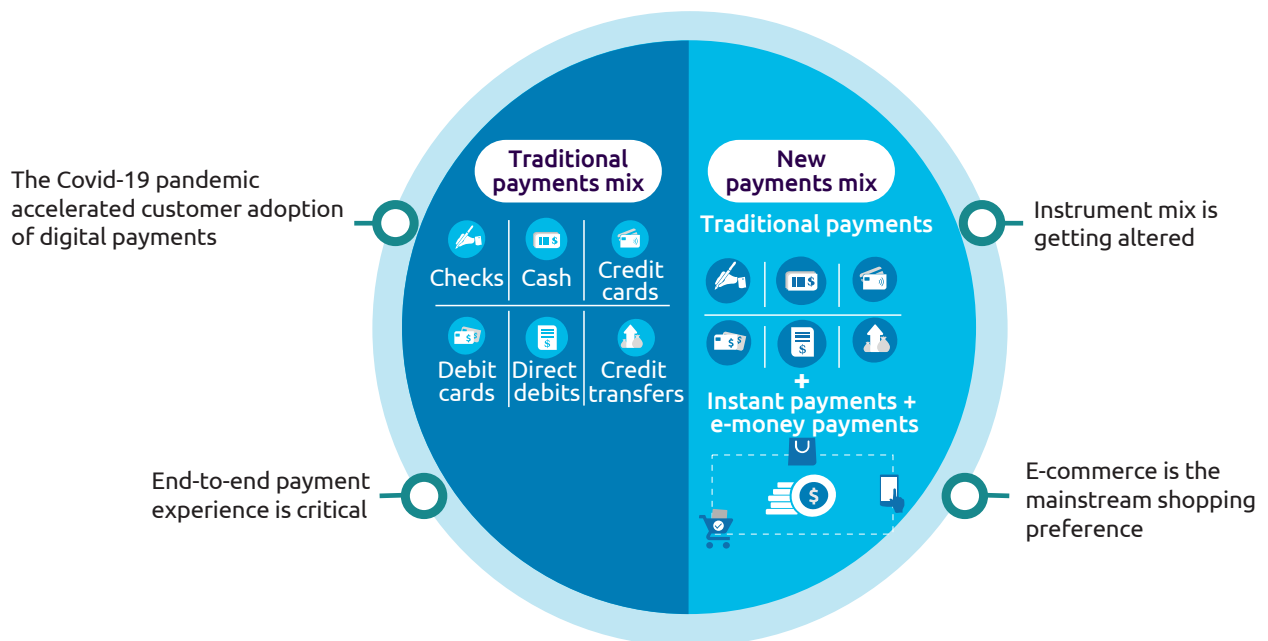 The Covid-19 pandemic
accelerated customer adoption
of digital payments
End-to-end payment
experience is critical
Traditional
payments mix
Checks
Cash
Credit
cards
Debit
cards
Direct
debits
Credit
transfers
New
payments mix
Traditional payments
+
Instant payments +
e-money payments
Instrument mix is
getting altered
E-commerce is the
mainstream shopping
preference